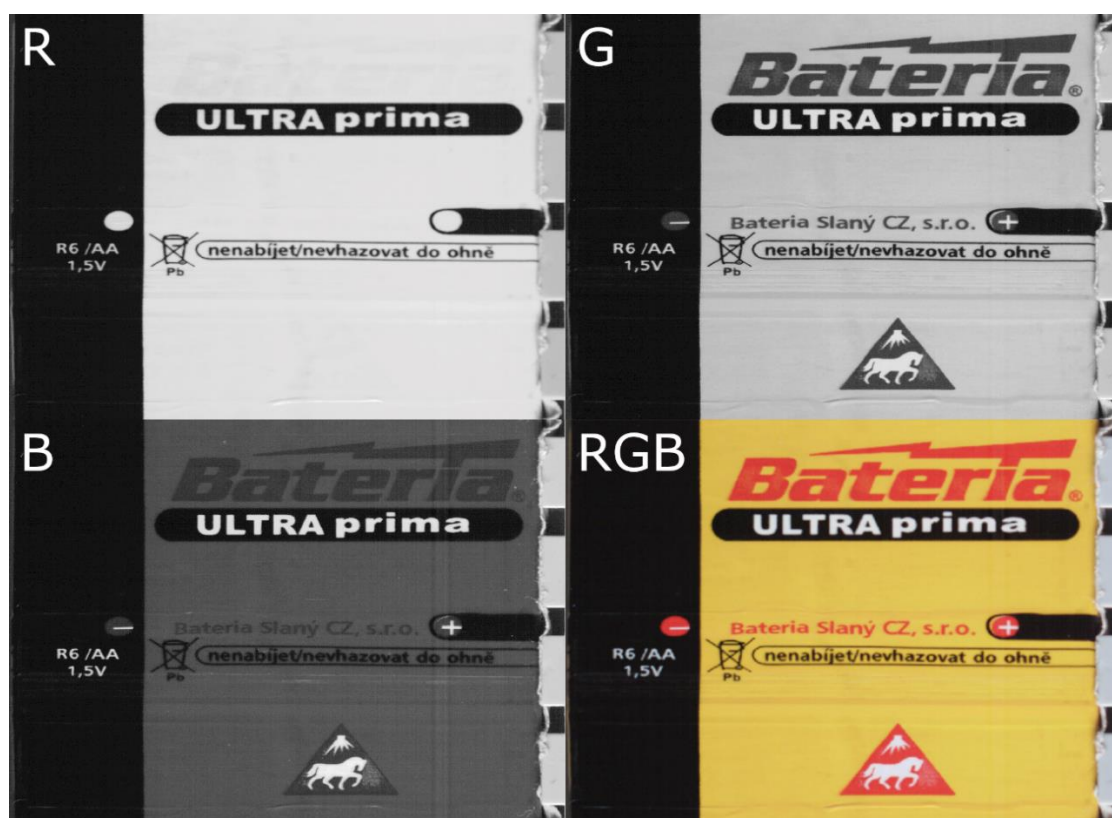 R
ULTRA prima
R6 /AA
1,5V
nenabíjet/nevhazovat do ohně
Pb
G
Bateria®
ULTRA prima
–
Bateria Slaný CZ, s.r.o. +
R6 /AA
1,5V
nenabíjet/nevhazovat do ohně
Pb
B
Bateria®
ULTRA prima
–
Bateria Slaný CZ, s.r.o. +
R6 /AA
1,5V
nenabíjet/nevhazovat do ohně
Pb
RGB
Bateria®
ULTRA prima
–
Bateria Slaný CZ, s.r.o. +
R6 /AA
1,5V
nenabíjet/nevhazovat do ohně
Pb